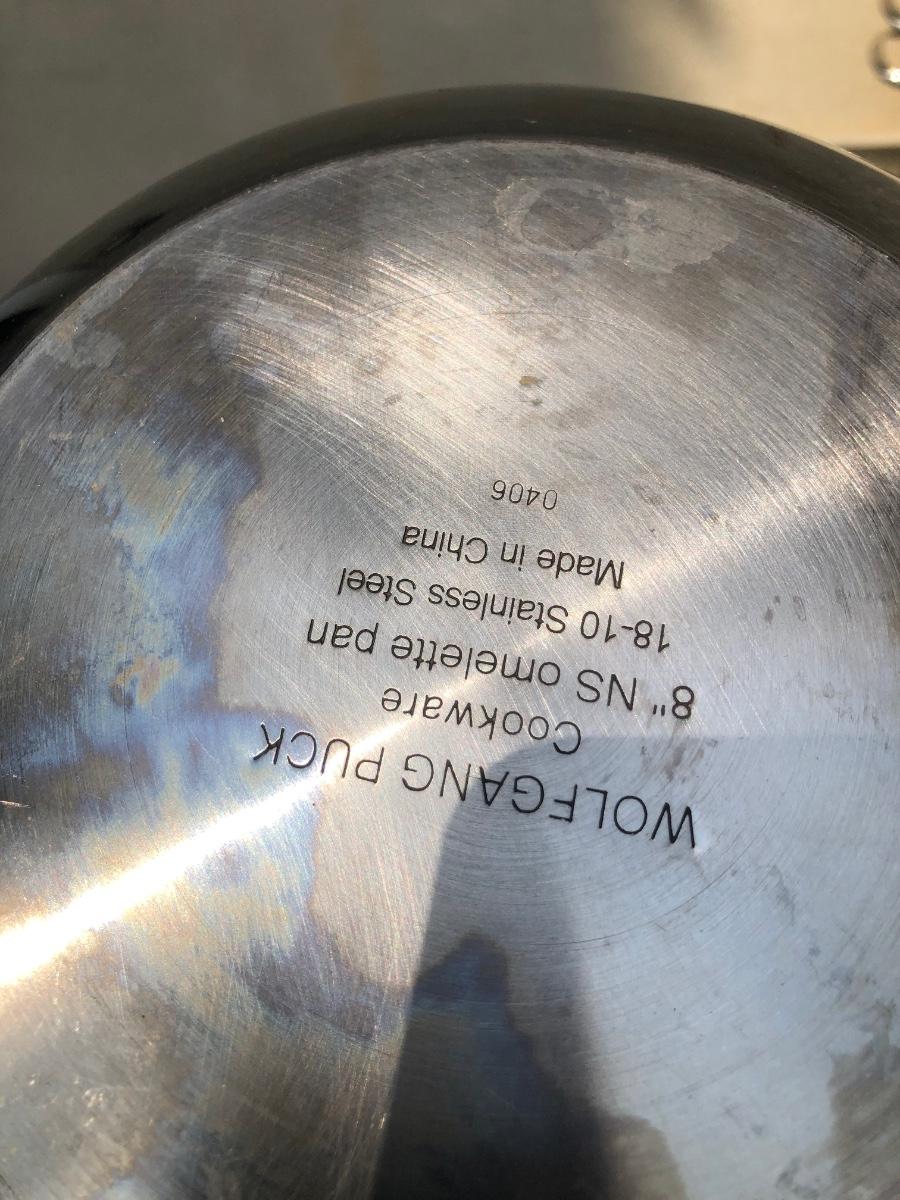 WOLFGANG PUCK
Cookware
8" NS omelette pan
18-10 Stainless Steel
Made in China
0406